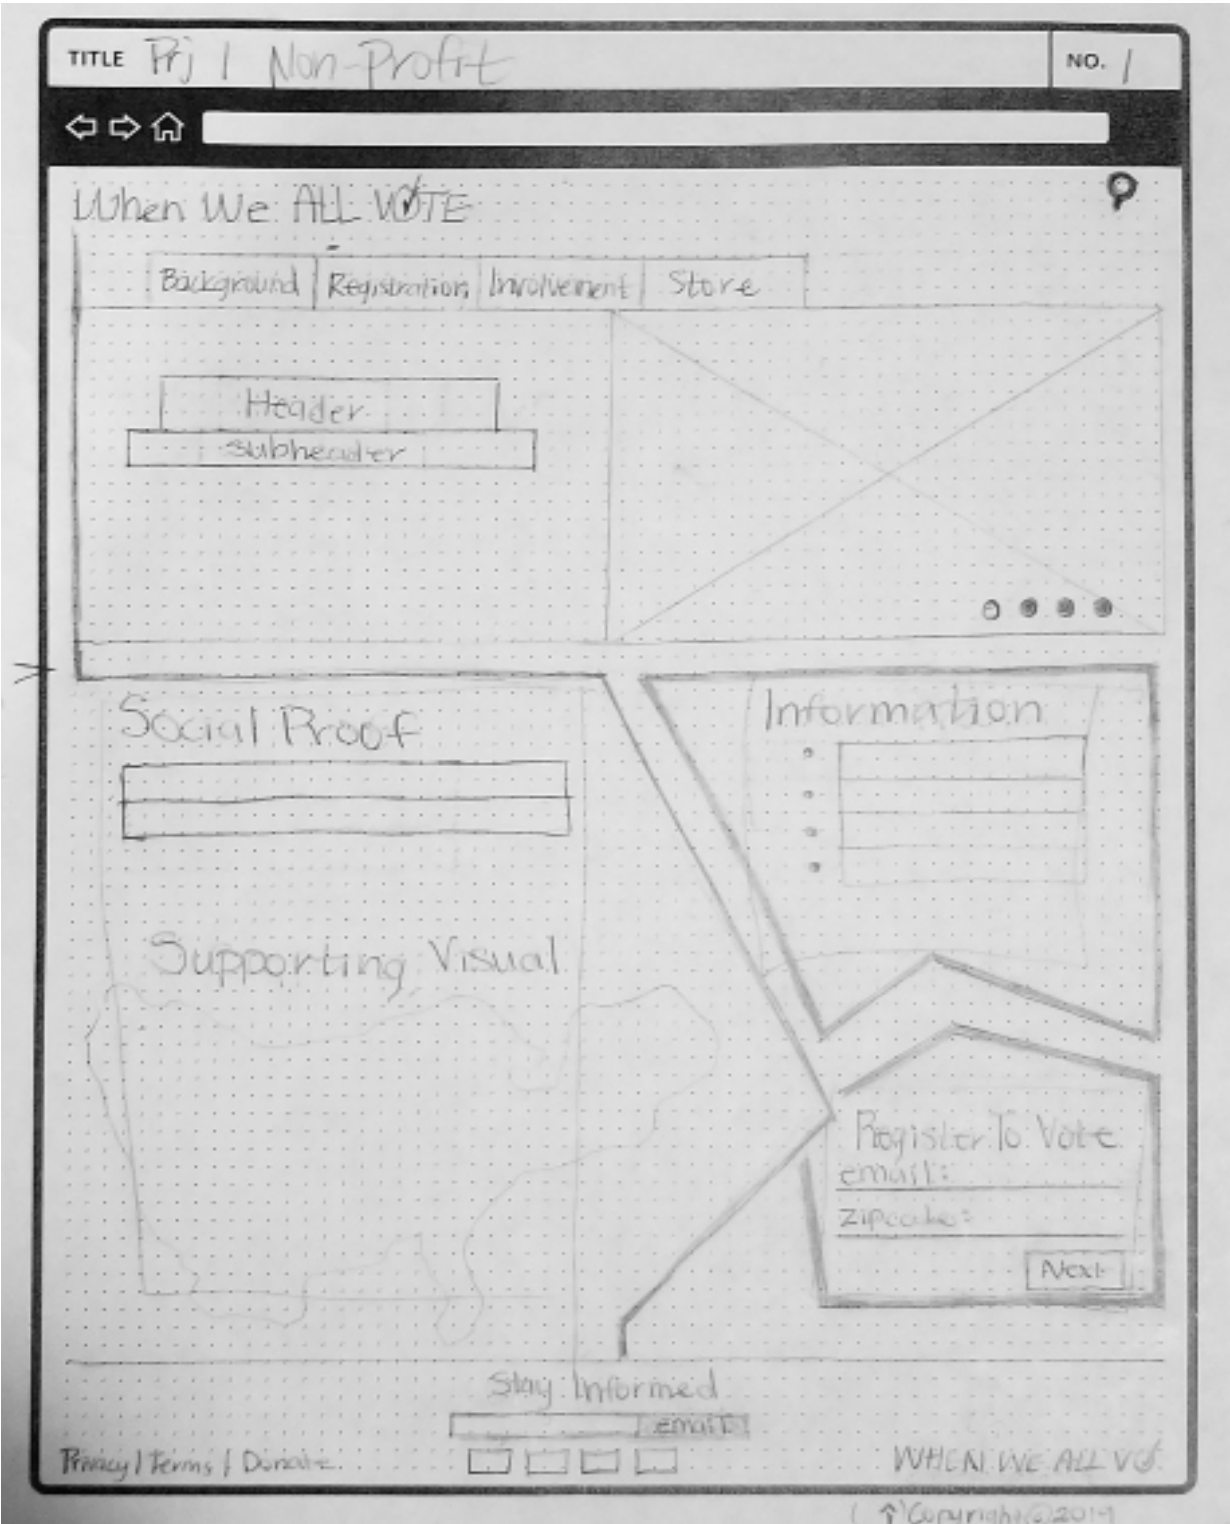 TITLE Prj 1 Non-Profit NO. 1
When We ALL VOTE
Background Registration Involvement Store
Header
subheader
Social Proof
Information
Supporting Visual
Register To Vote
email:
zipcode:
Next
Stay Informed
email
Privacy / Terms / Donate
WHEN WE ALL VO
(↑) Copyright © 2019